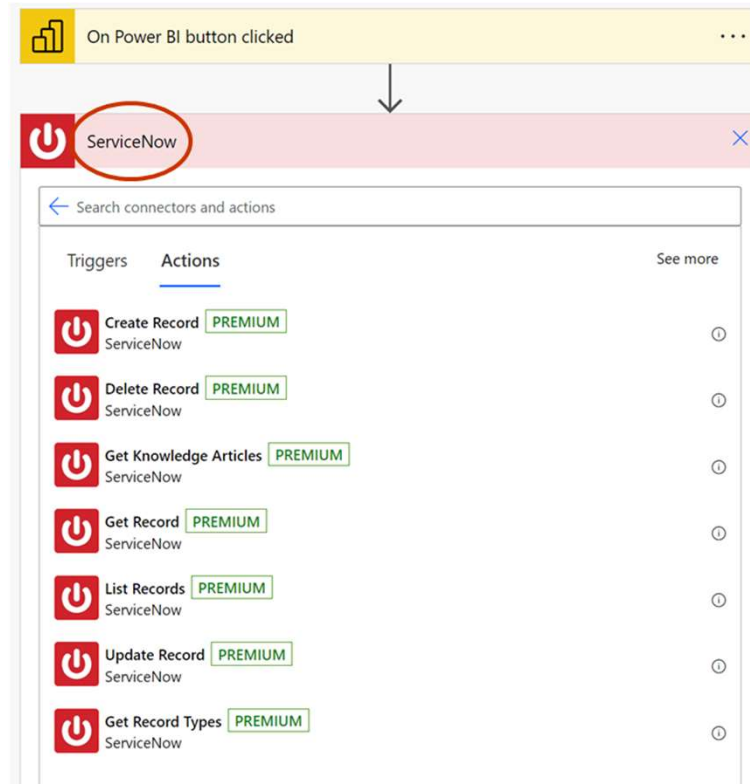 On Power BI button clicked
ServiceNow
Search connectors and actions
Triggers Actions See more
Create Record PREMIUM
ServiceNow
Delete Record PREMIUM
ServiceNow
Get Knowledge Articles PREMIUM
ServiceNow
Get Record PREMIUM
ServiceNow
List Records PREMIUM
ServiceNow
Update Record PREMIUM
ServiceNow
Get Record Types PREMIUM
ServiceNow